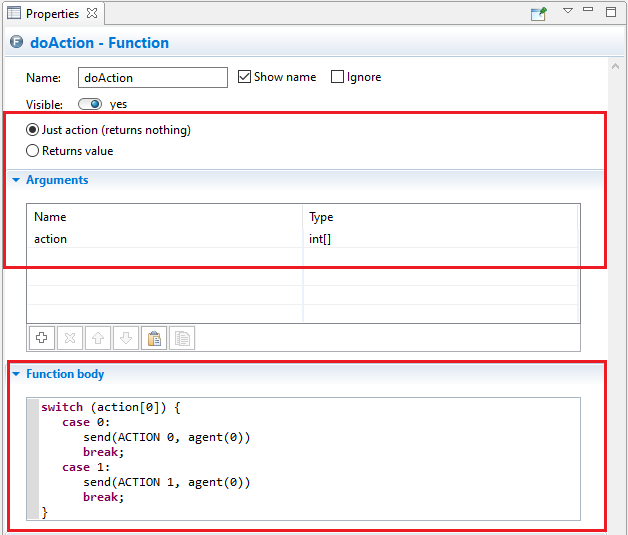 Properties
doAction - Function
Name: doAction Show name Ignore
Visible: yes
Just action (returns nothing)
Returns value
Arguments
Name Type
action int[]
Function body
switch (action[0]) {
case 0:
send(ACTION 0, agent(0))
break;
case 1:
send(ACTION 1, agent(0))
break;
}